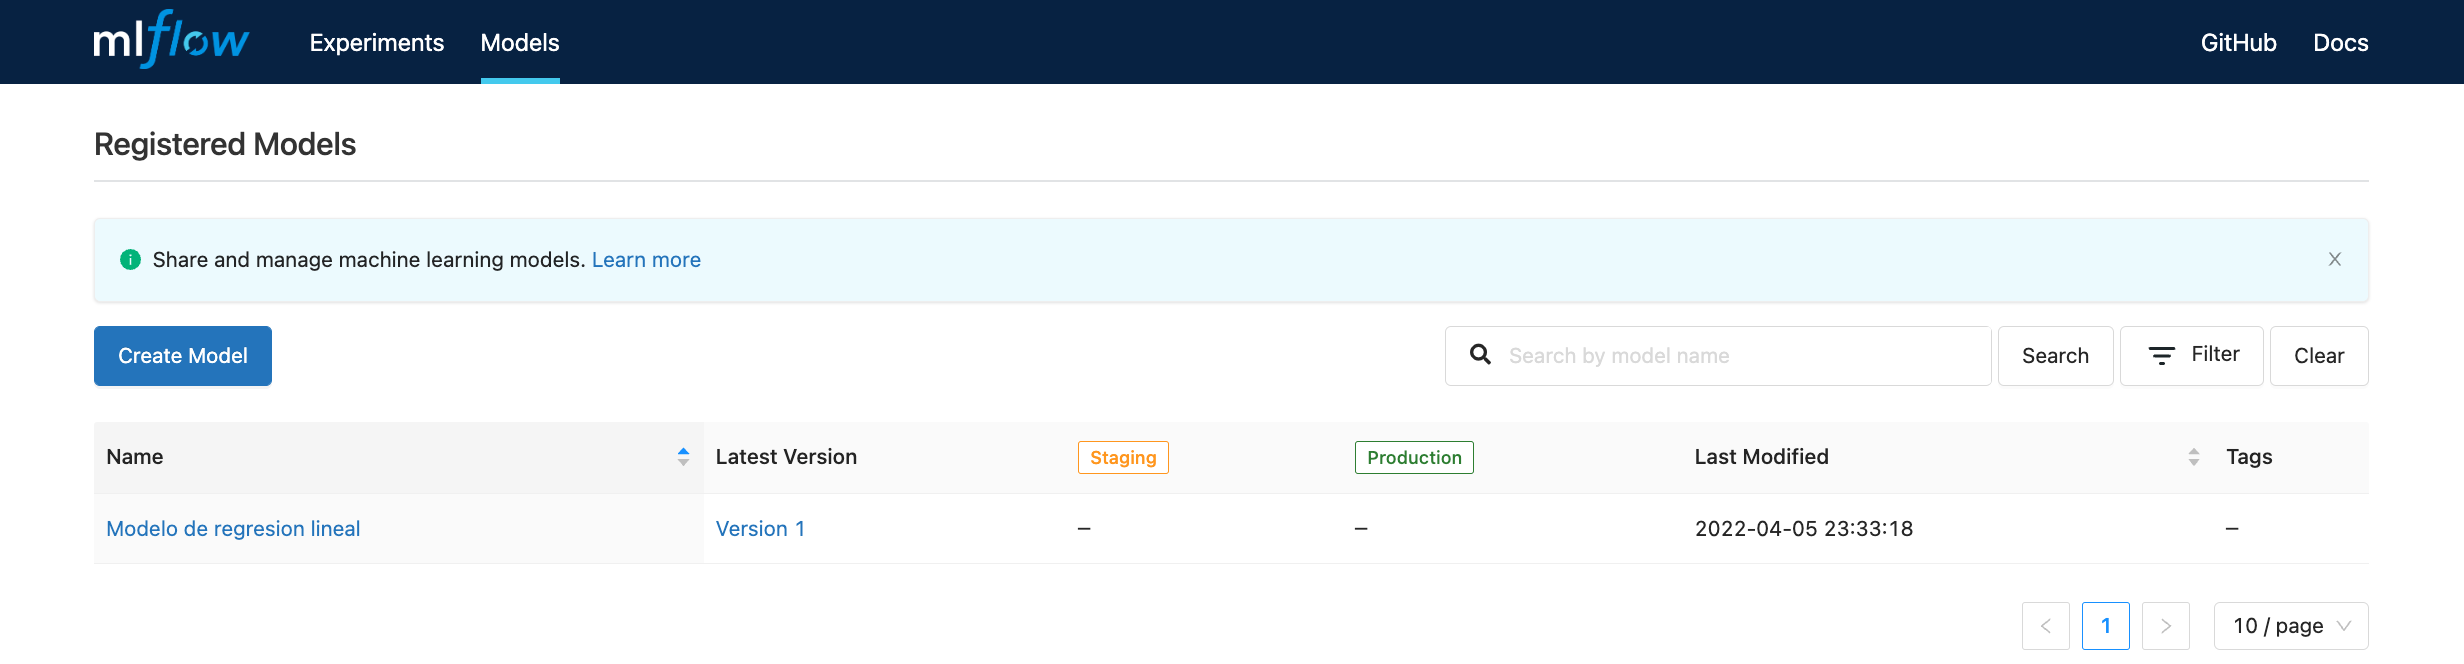 mlflow Experiments Models GitHub Docs
Registered Models
Share and manage machine learning models. Learn more
Create Model Search by model name Search Filter Clear
Name Latest Version Staging Production Last Modified Tags
Modelo de regresion lineal Version 1 – – 2022-04-05 23:33:18 –
< 1 > 10 / page